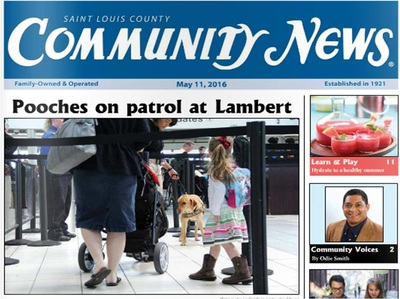 SAINT LOUIS COUNTY
COMMUNITY NEWS®
Family-Owned & Operated
May 11, 2016
Established in 1921
Pooches on patrol at Lambert
Learn & Play 11
Hydrate to a healthy summer
Community Voices 2
By Odie Smith